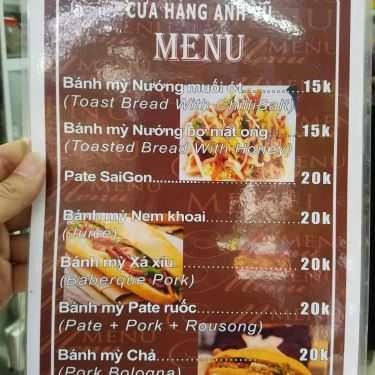 CỬA HÀNG ANH VŨ
MENU
Bánh mỳ Nướng muối ớt.............15k
(Toast Bread With Chilli Salt)
Bánh mỳ Nướng bơ mật ong.......15k
(Toasted Bread With Honey)
Pate SaiGon..............................20k
Bánh mỳ Nem khoai...................20k
(Juice)
Bánh mỳ Xá xíu.........................20k
(Baberque Pork)
Bánh mỳ Pate ruốc....................20k
(Pate + Pork + Rousong)
Bánh mỳ Chả............................20k
(Pork Bologna)